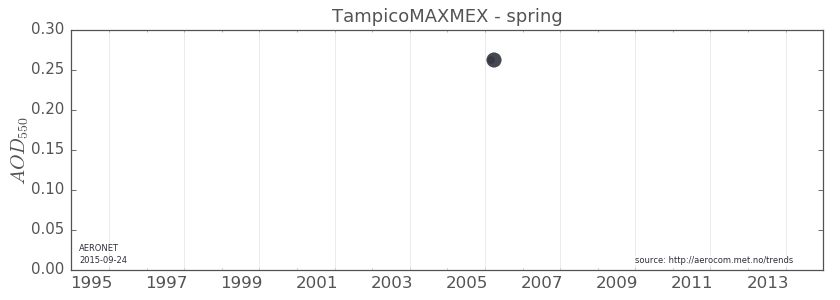 TampicoMAXMEX - spring
0.30
0.25
0.20
0.15
0.10
0.05
0.00
AOD550
AERONET
2015-09-24
source: http://aerocom.met.no/trends
1995 1997 1999 2001 2003 2005 2007 2009 2011 2013